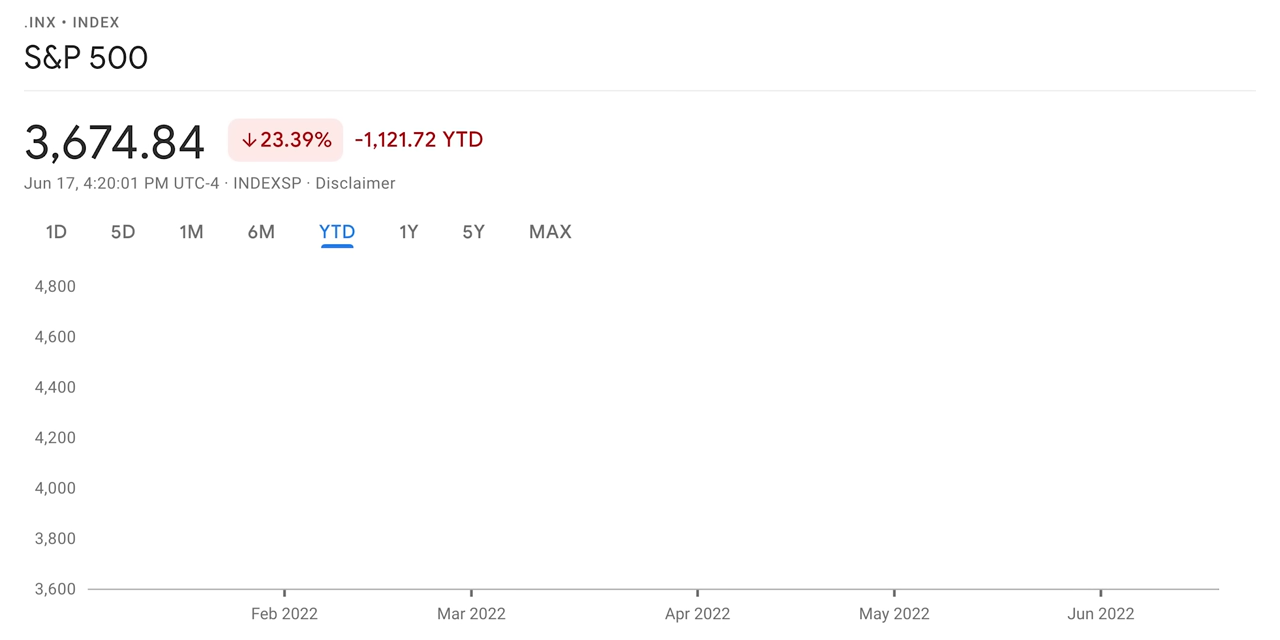 .INX • INDEX
S&P 500
3,674.84 ↓23.39% -1,121.72 YTD
Jun 17, 4:20:01 PM UTC-4 · INDEXSP · Disclaimer
1D 5D 1M 6M YTD 1Y 5Y MAX
4,800
4,600
4,400
4,200
4,000
3,800
3,600
Feb 2022 Mar 2022 Apr 2022 May 2022 Jun 2022